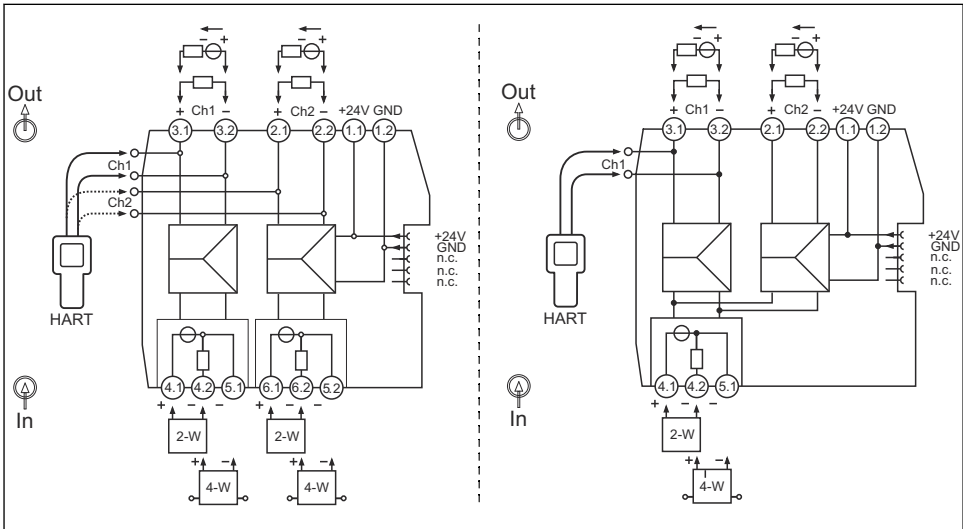 − +
− +
Out
+ Ch1 − + Ch2 − +24V GND
3.1 3.2 2.1 2.2 1.1 1.2
Ch1
Ch2
+24V
GND
n.c.
n.c.
n.c.
HART
4.1 4.2 5.1 6.1 6.2 5.2
In
+ − − + − −
2-W
2-W
+ − + −
4-W
4-W
− +
− +
Out
+ Ch1 − + Ch2 − +24V GND
3.1 3.2 2.1 2.2 1.1 1.2
Ch1
+24V
GND
n.c.
n.c.
n.c.
HART
4.1 4.2 5.1
In
+ − −
2-W
+ −
4-W